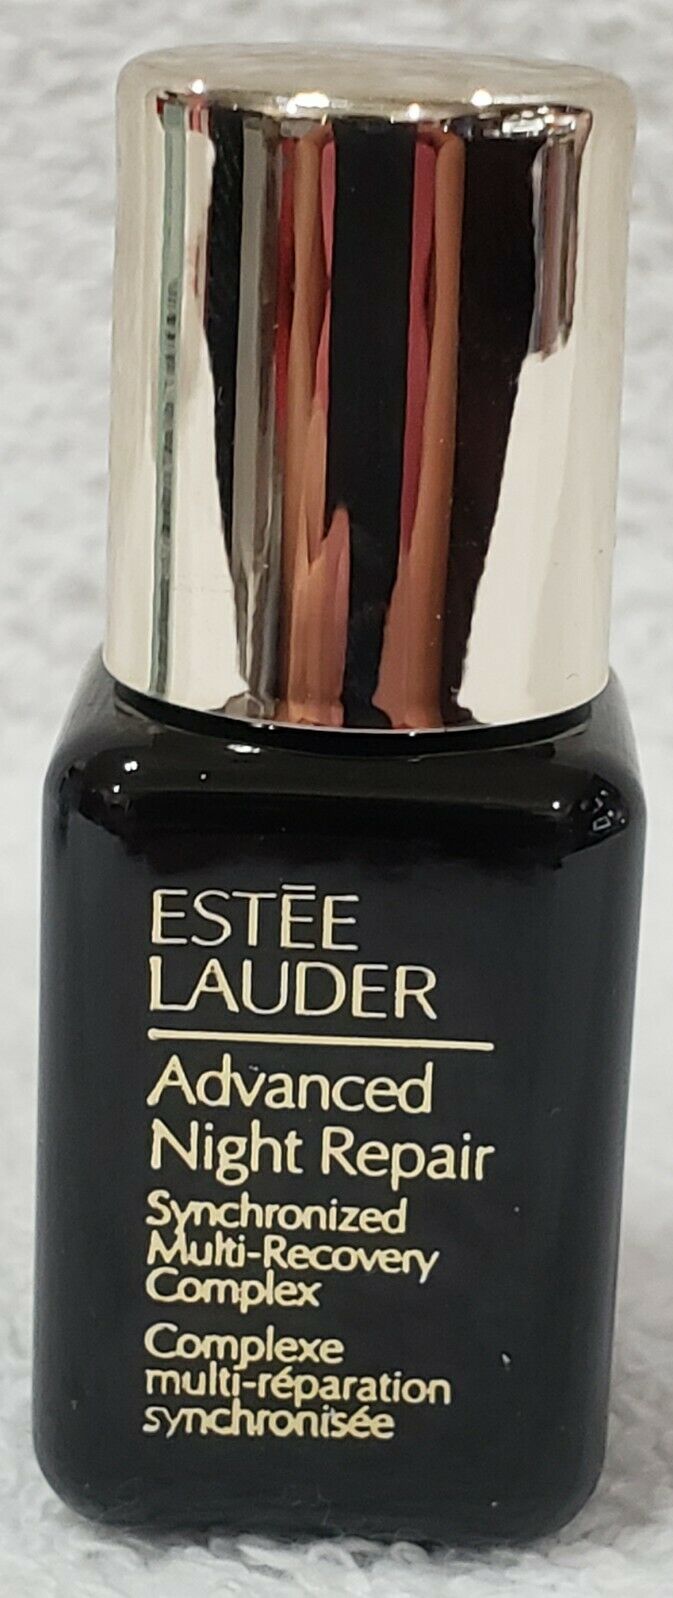 ESTĒE
LAUDER
Advanced
Night Repair
Synchronized
Multi-Recovery
Complex
Complexe
multi-réparation
synchronisée